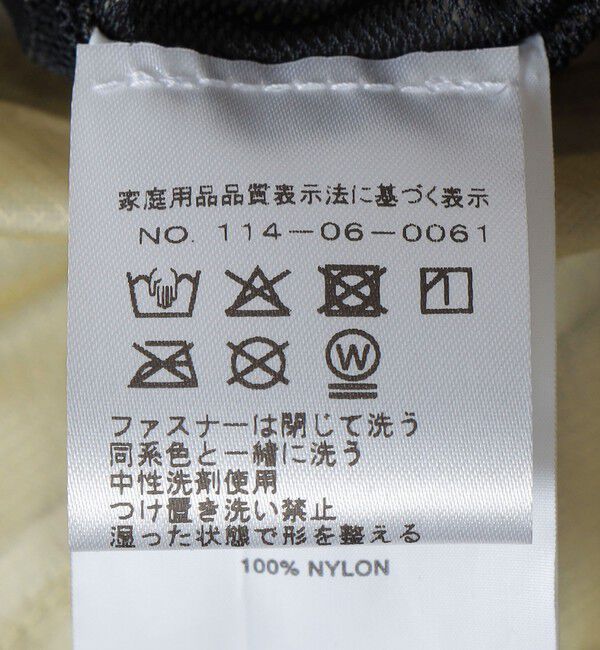 家庭用品品質表示法に基づく表示
NO. 114-06-0061
W
ファスナーは閉じて洗う
同系色と一緒に洗う
中性洗剤使用
つけ置き洗い禁止
湿った状態で形を整える
100% NYLON